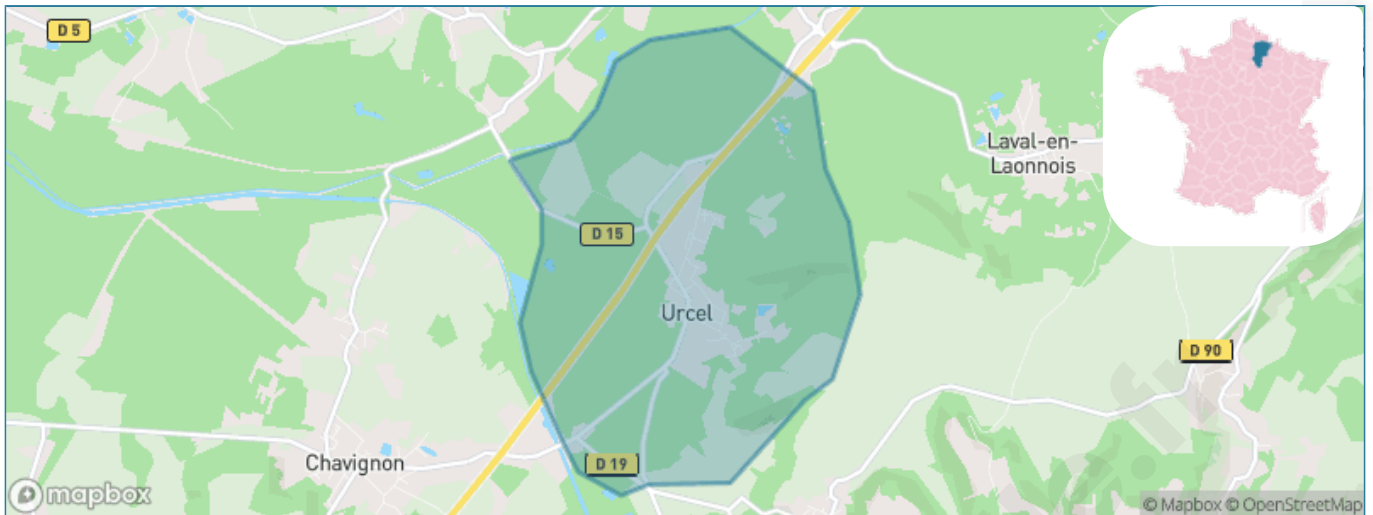 D 5
Laval-en-
Laonnois
D 15
Urcel
D 90
Chavignon
D 19
mapbox
© Mapbox © OpenStreetMap